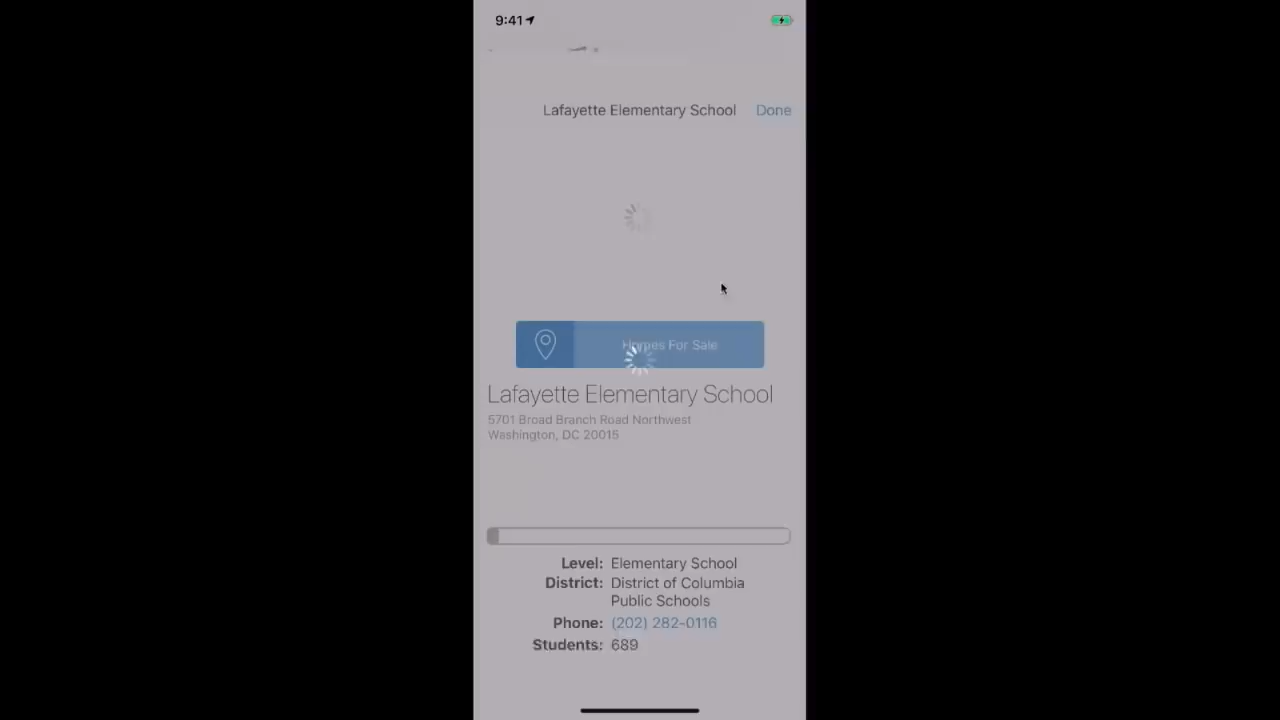 9:41
Lafayette Elementary School Done
Homes For Sale
Lafayette Elementary School
5701 Broad Branch Road Northwest
Washington, DC 20015
Level: Elementary School
District: District of Columbia
Public Schools
Phone: (202) 282-0116
Students: 689